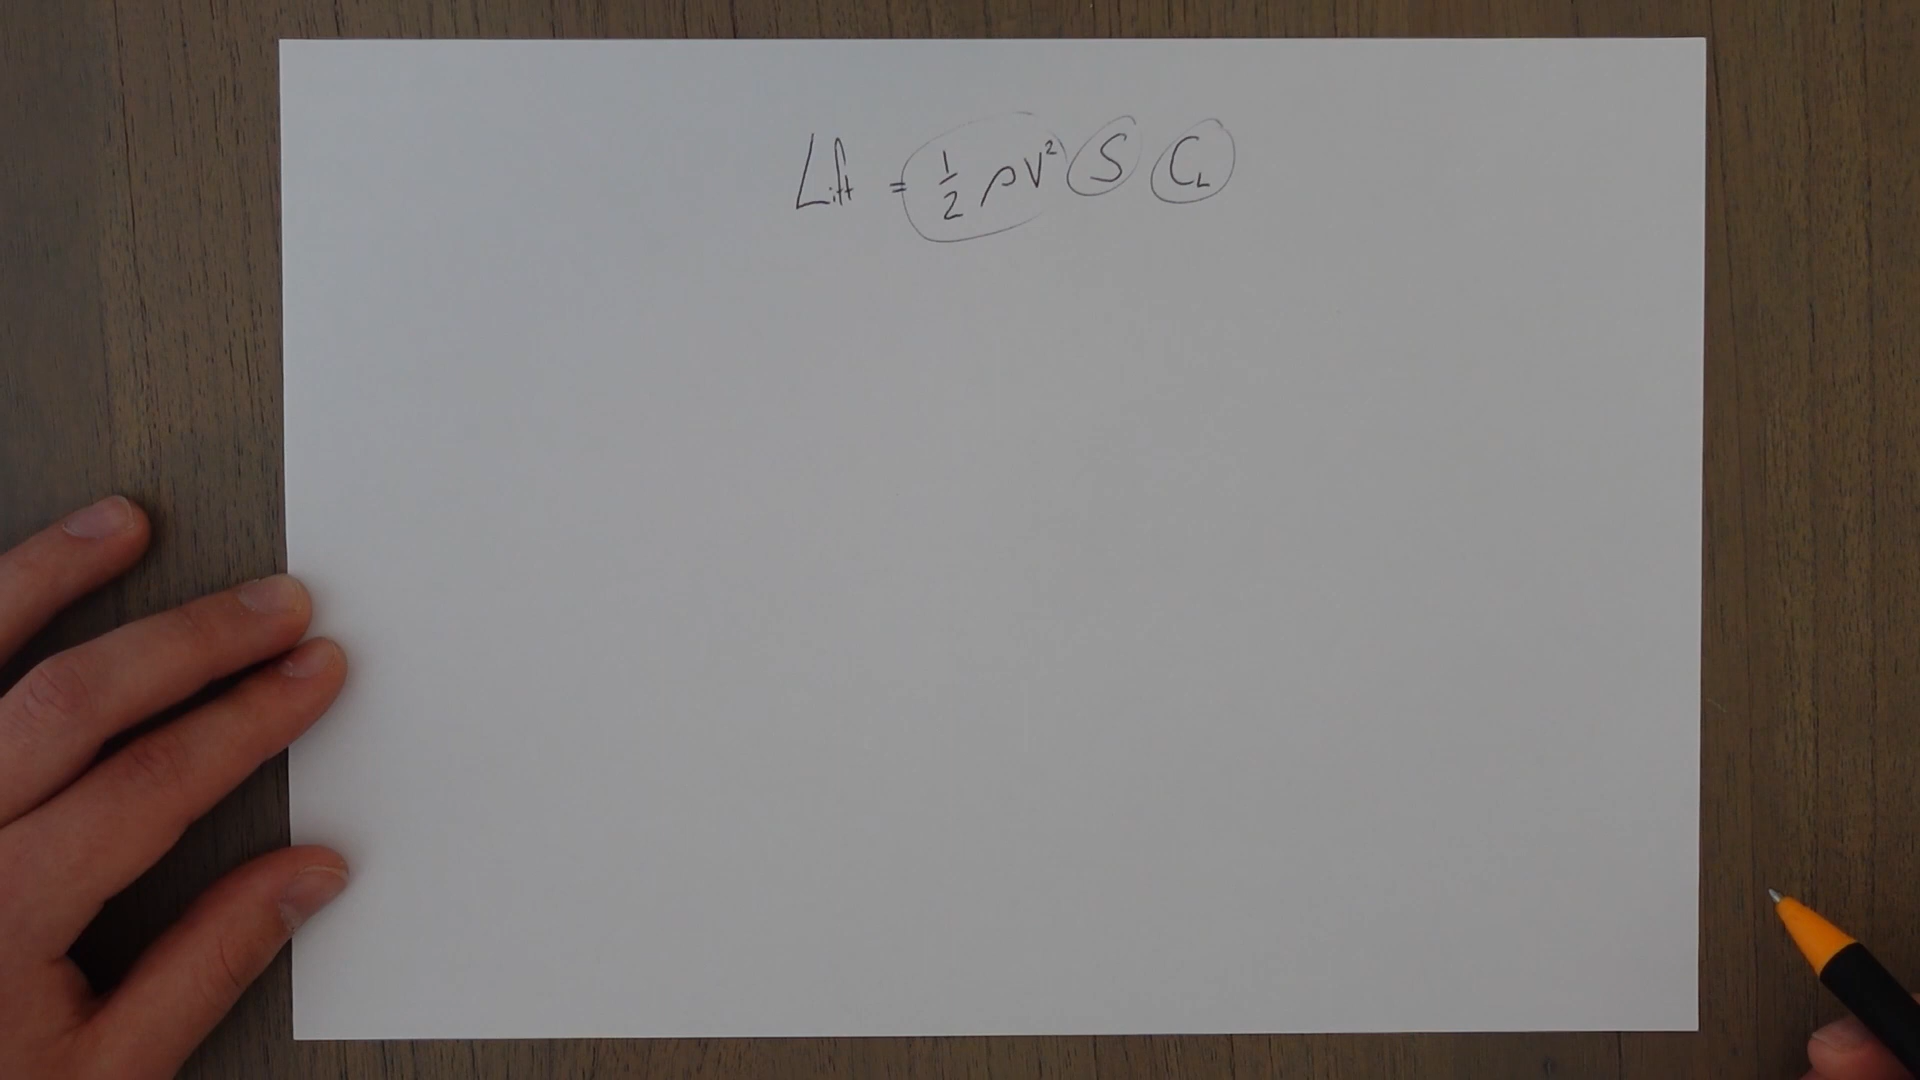 Lift = 1/2 ρV² S C_L